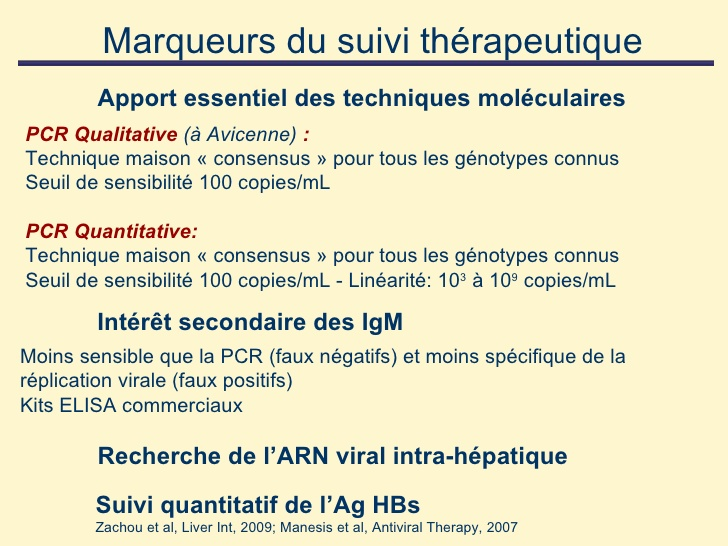 Marqueurs du suivi thérapeutique
Apport essentiel des techniques moléculaires
PCR Qualitative (à Avicenne) :
Technique maison « consensus » pour tous les génotypes connus
Seuil de sensibilité 100 copies/mL
PCR Quantitative:
Technique maison « consensus » pour tous les génotypes connus
Seuil de sensibilité 100 copies/mL - Linéarité: 10³ à 10⁹ copies/mL
Intérêt secondaire des IgM
Moins sensible que la PCR (faux négatifs) et moins spécifique de la
réplication virale (faux positifs)
Kits ELISA commerciaux
Recherche de l’ARN viral intra-hépatique
Suivi quantitatif de l’Ag HBs
Zachou et al, Liver Int, 2009; Manesis et al, Antiviral Therapy, 2007